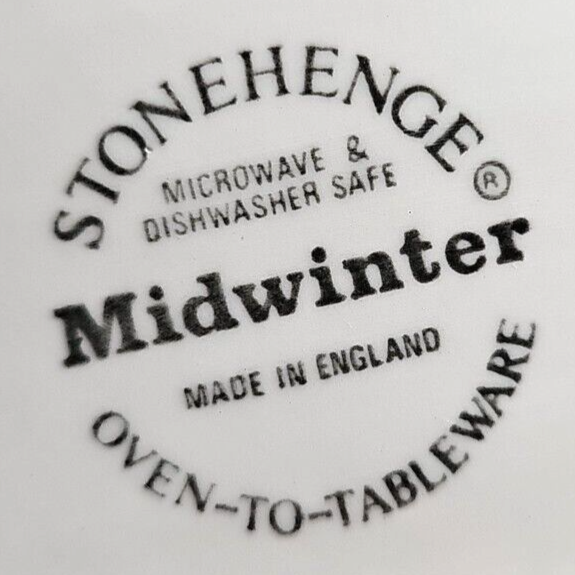 STONEHENGE®
MICROWAVE &
DISHWASHER SAFE
Midwinter
MADE IN ENGLAND
OVEN-TO-TABLEWARE